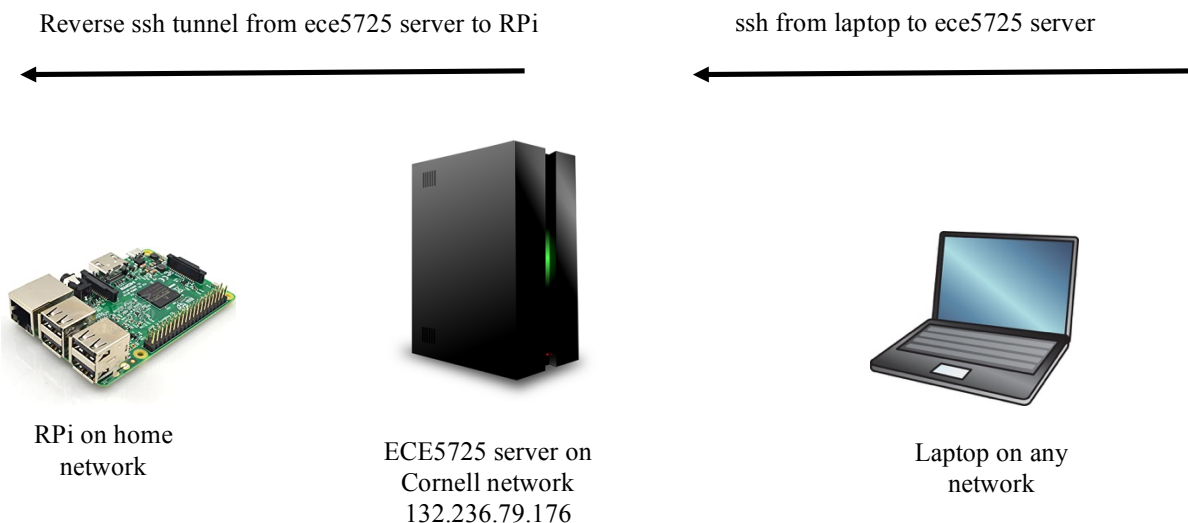 Reverse ssh tunnel from ece5725 server to RPi
ssh from laptop to ece5725 server
RPi on home
network
ECE5725 server on
Cornell network
132.236.79.176
Laptop on any
network